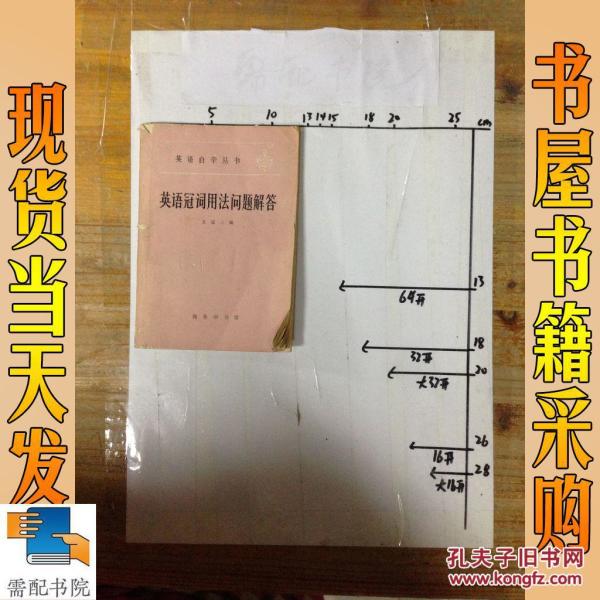 现货当天发
书屋书籍采购
5 10 13 14 15 18 20 25 cm
英语自学丛书
英语冠词用法问题解答
商务印书馆
13
64开
18
32开
20
大32开
26
16开
28
大16开
需配书院
孔夫子旧书网
www.kongfz.com